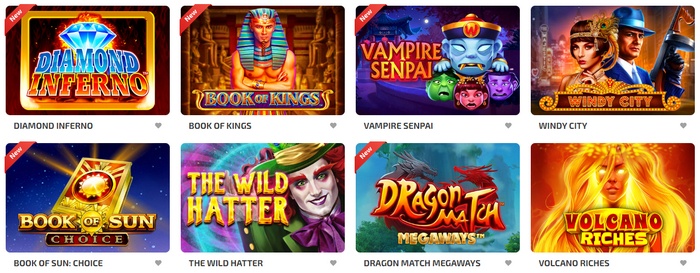 New
DIAMOND
INFERNO
New
BOOK OF KINGS
New
VAMPIRE
SENPAI
WINDY CITY
DIAMOND INFERNO
BOOK OF KINGS
VAMPIRE SENPAI
WINDY CITY
New
BOOK OF SUN
CHOICE
THE WILD
HATTER
New
DRAGON MATCH
MEGAWAYS™
VOLCANO
RICHES
BOOK OF SUN: CHOICE
THE WILD HATTER
DRAGON MATCH MEGAWAYS
VOLCANO RICHES